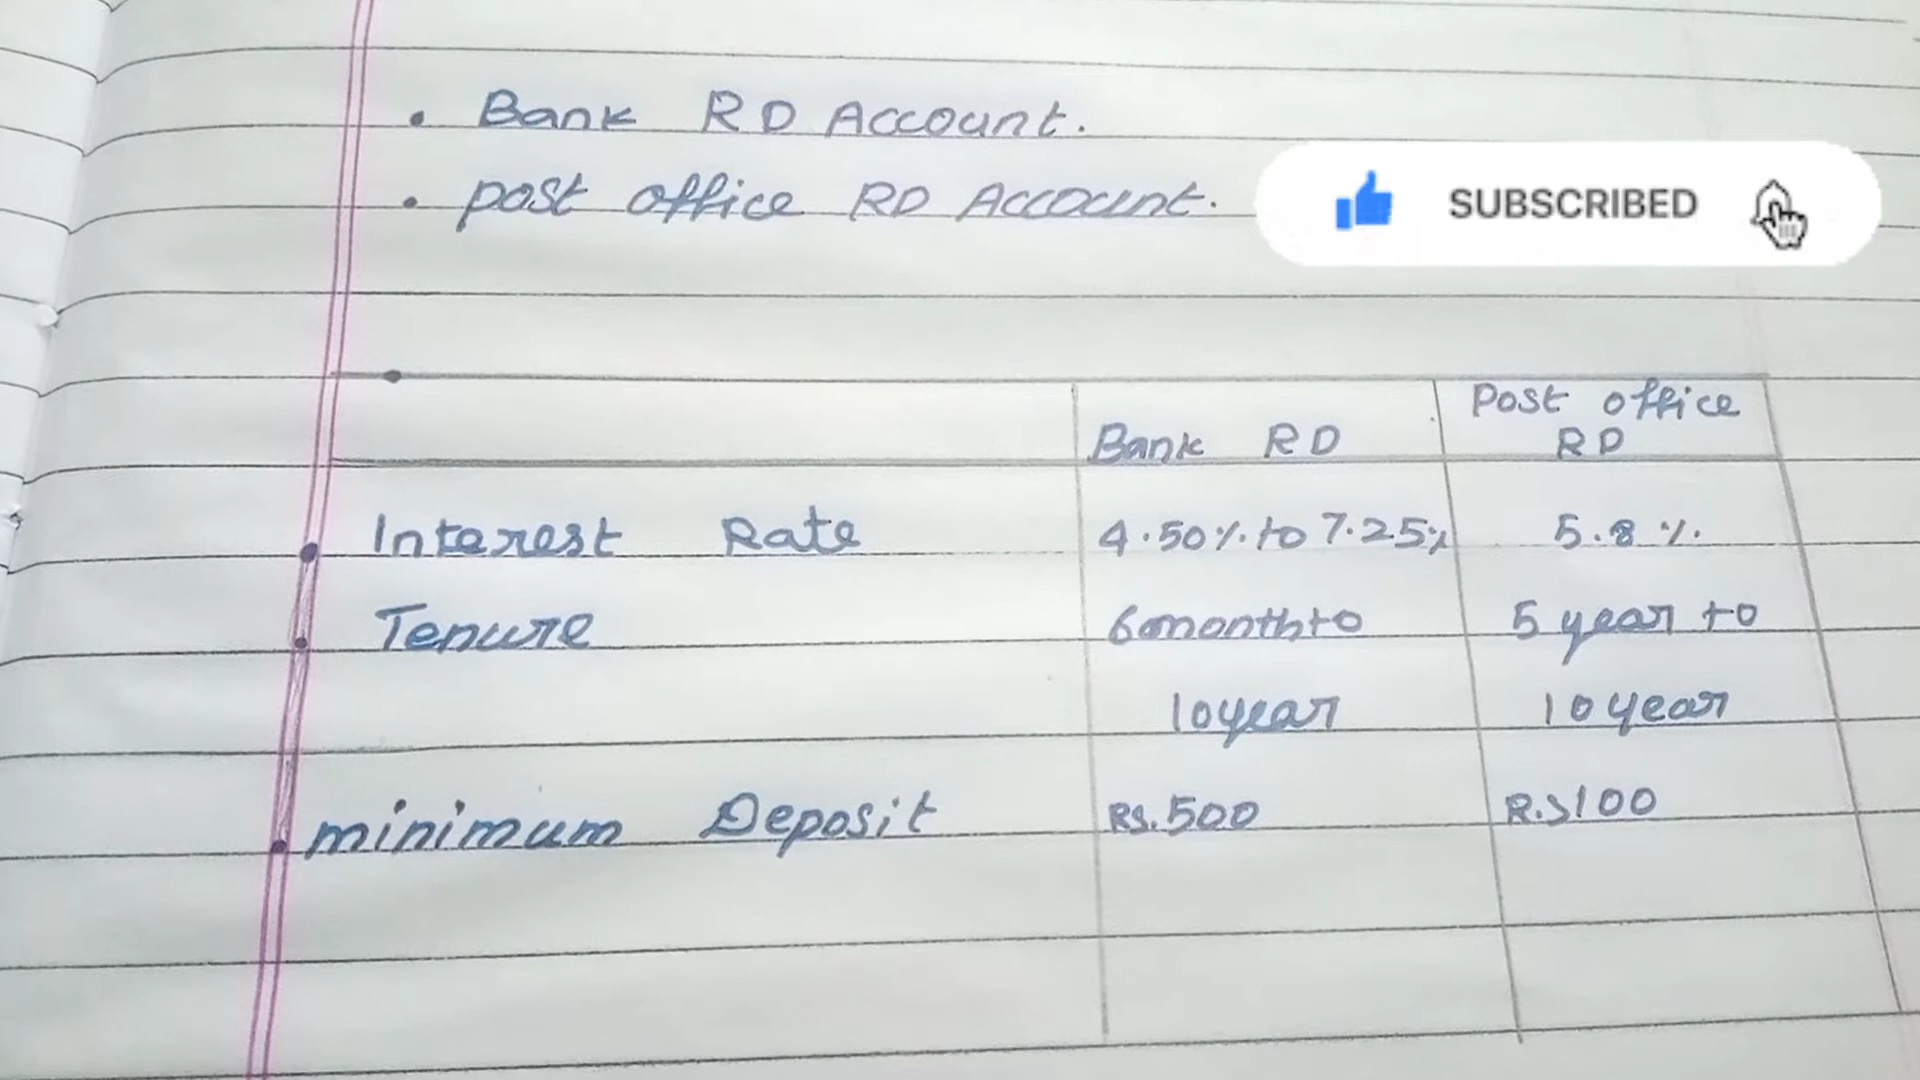 • Bank RD Account.
• Post office RD Account.
SUBSCRIBED
Post office
Bank RD RD
• Interest Rate 4.50% to 7.25% 5.8 %.
• Tenure 6month to 5 year to
10year 10 year
• minimum Deposit Rs.500 R.S100